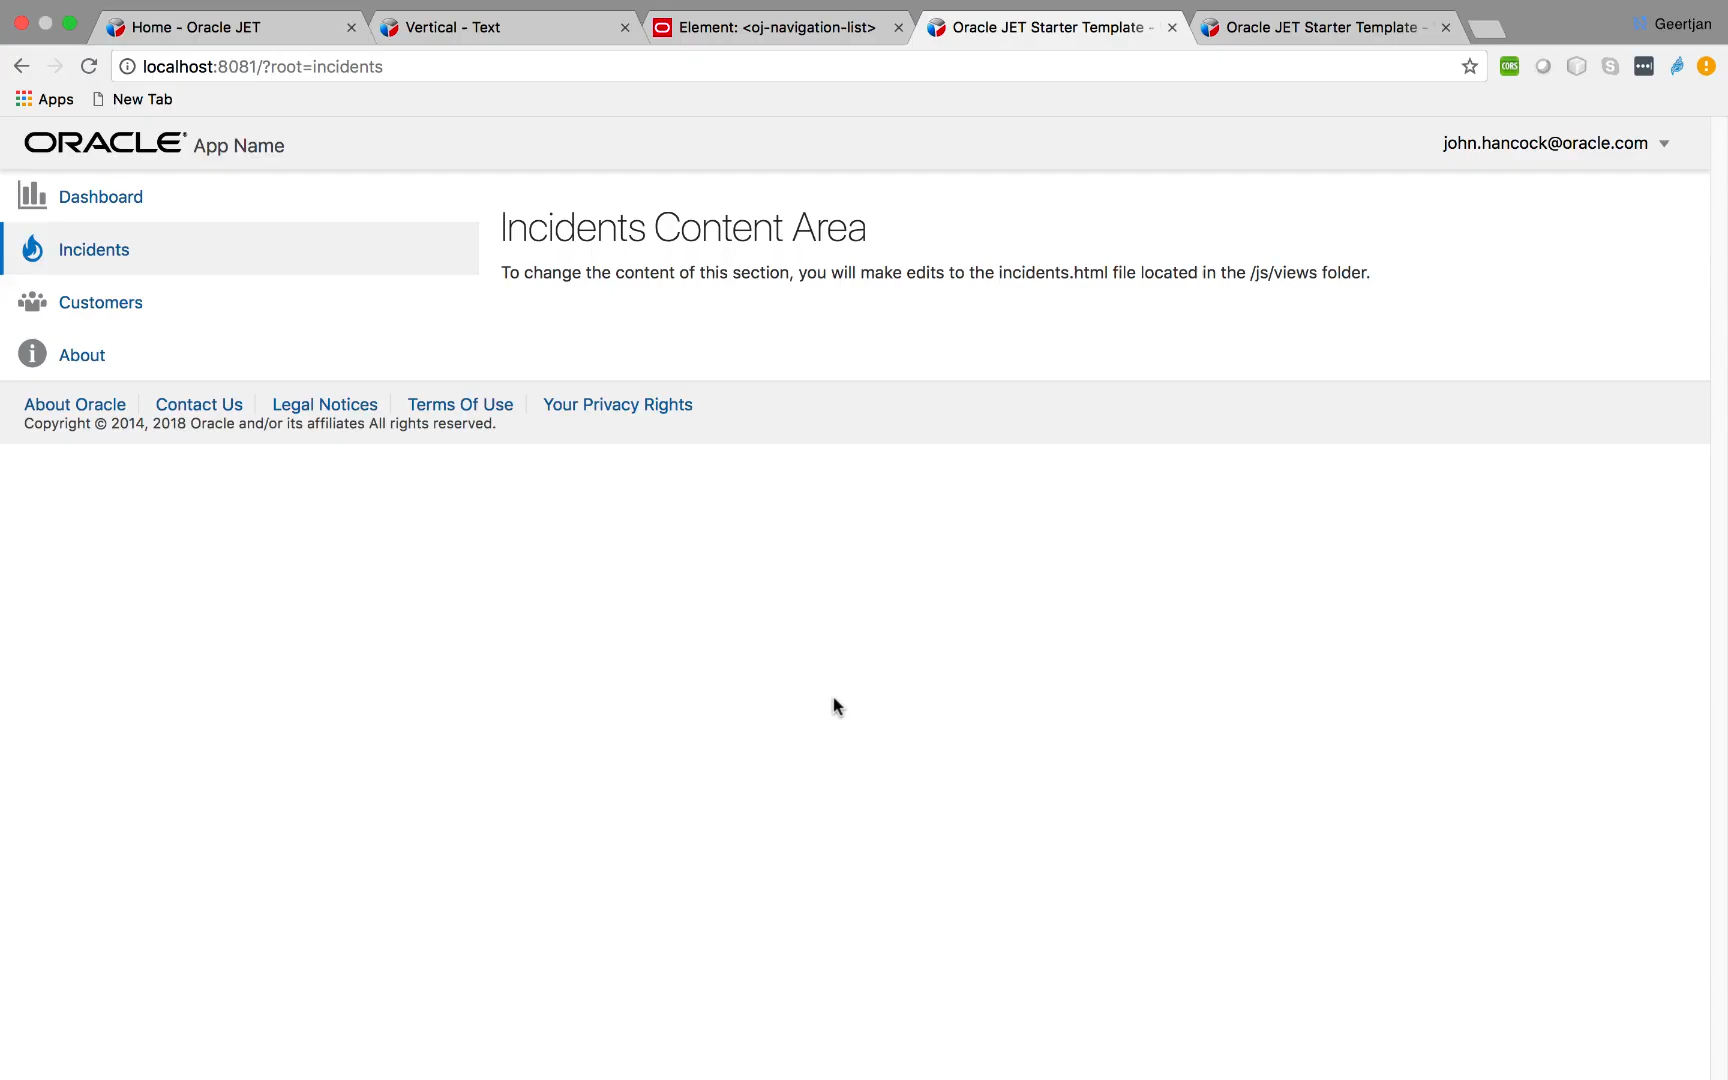 Home - Oracle JET
Vertical - Text
Element: <oj-navigation-list>
Oracle JET Starter Template -
Oracle JET Starter Template -
Geertjan
localhost:8081/?root=incidents
CORS
Apps
New Tab
ORACLE App Name
john.hancock@oracle.com
Dashboard
Incidents
Customers
About
Incidents Content Area
To change the content of this section, you will make edits to the incidents.html file located in the /js/views folder.
About Oracle
Contact Us
Legal Notices
Terms Of Use
Your Privacy Rights
Copyright © 2014, 2018 Oracle and/or its affiliates All rights reserved.